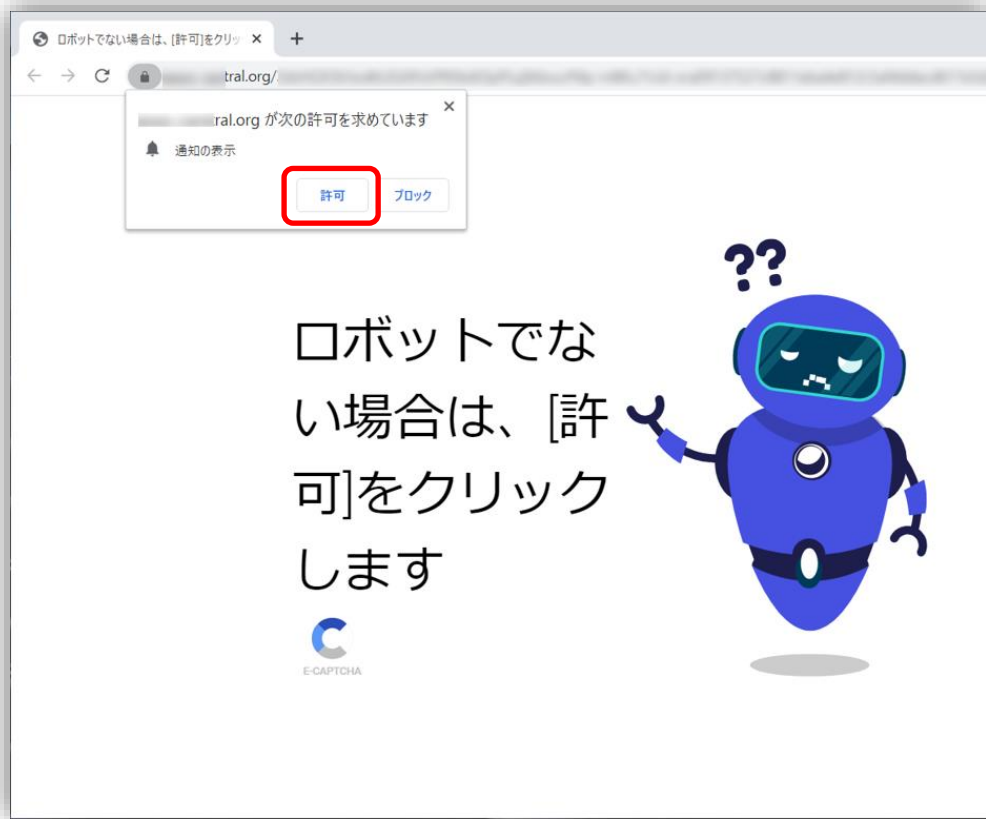 ロボットでない場合は、[許可]をクリッ
tral.org/
ral.org が次の許可を求めています
通知の表示
許可 ブロック
??
ロボットでな
い場合は、[許
可]をクリック
します
E-CAPTCHA